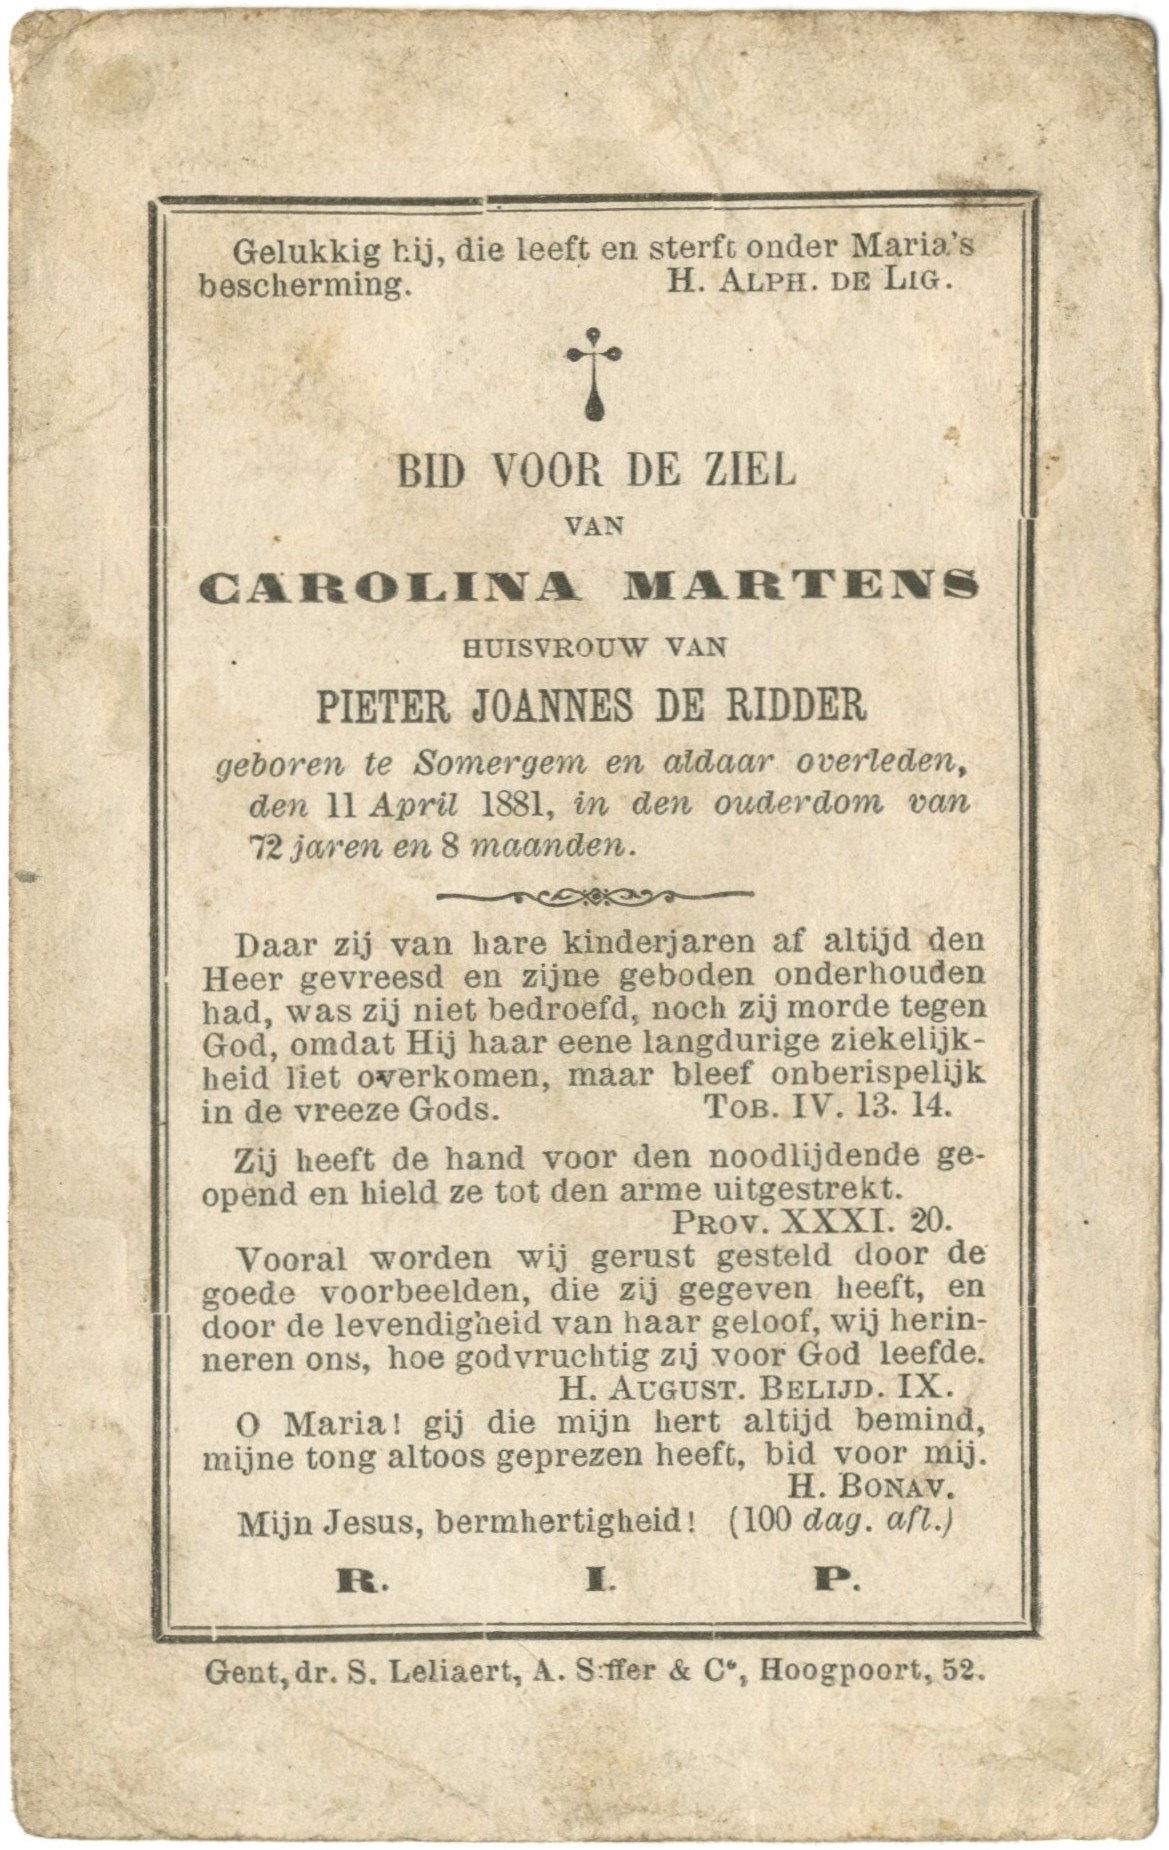 Gelukkig hij, die leeft en sterft onder Maria's
bescherming. H. ALPH. DE LIG.
BID VOOR DE ZIEL
VAN
CAROLINA MARTENS
HUISVROUW VAN
PIETER JOANNES DE RIDDER
geboren te Somergem en aldaar overleden,
den 11 April 1881, in den ouderdom van
72 jaren en 8 maanden.
Daar zij van hare kinderjaren af altijd den
Heer gevreesd en zijne geboden onderhouden
had, was zij niet bedroefd, noch zij morde tegen
God, omdat Hij haar eene langdurige ziekelijk-
heid liet overkomen, maar bleef onberispelijk
in de vreeze Gods. TOB. IV. 13. 14.
Zij heeft de hand voor den noodlijdende ge-
opend en hield ze tot den arme uitgestrekt.
PROV. XXXI. 20.
Vooral worden wij gerust gesteld door de
goede voorbeelden, die zij gegeven heeft, en
door de levendigheid van haar geloof, wij herin-
neren ons, hoe godvruchtig zij voor God leefde.
H. AUGUST. BELIJD. IX.
O Maria! gij die mijn hert altijd bemind,
mijne tong altoos geprezen heeft, bid voor mij.
H. BONAV.
Mijn Jesus, bermhertigheid! (100 dag. afl.)
R. I. P.
Gent, dr. S. Leliaert, A. Siffer & Cº, Hoogpoort, 52.